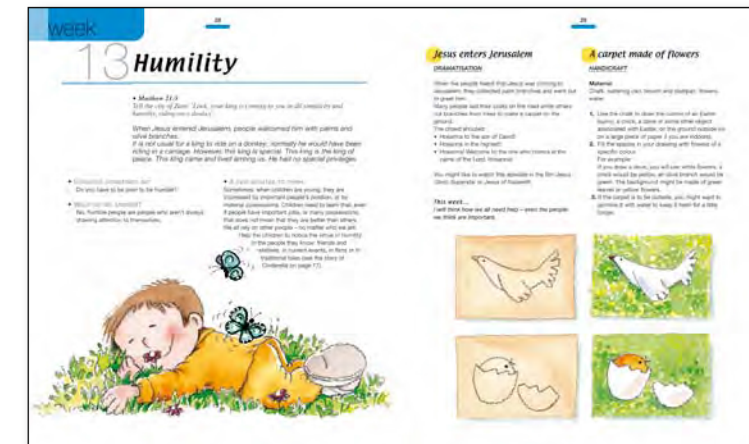 week
28
13 Humility
• Matthew 21:5
Tell the city of Zion: 'Look, your king is coming to you in all simplicity and
humility, riding on a donkey.'
When Jesus entered Jerusalem, people welcomed him with palms and
olive branches.
It is not usual for a king to ride on a donkey; normally he would have been
riding in a carriage. However, this king is special. This king is the king of
peace. This king came and lived among us. He had no special privileges.
Do you have to be poor to be humble?
No, humble people are people who aren't always
drawing attention to themselves.
Sometimes, when children are young, they are
impressed by important people's position, or by
material possessions. Children need to learn that, even
if people have important jobs, or many possessions,
that does not mean that they are better than others.
We all rely on other people – no matter who we are.
Help the children to notice the virtue of humility
in the people they know: friends and
relatives, in current events, in films or in
traditional tales (see the story of
Cinderella on page 17).
29
Jesus enters Jerusalem
DRAMATISATION
When the people heard that Jesus was coming to
Jerusalem, they collected palm branches and went out
to greet him.
Many people laid their coats on the road while others
cut branches from trees to make a carpet on the
ground.
The crowd shouted:
• Hosanna to the son of David!
• Hosanna in the highest!
• Hosanna! Welcome to the one who comes in the
name of the Lord. Hosanna!
You might like to watch this episode in the film Jesus
Christ Superstar or Jesus of Nazareth.
This week...
I will think how we all need help – even the people
we think are important.
A carpet made of flowers
HANDICRAFT
Material
Chalk, watering can, broom and dustpan, flowers,
water.
1. Use the chalk to draw the outline of an Easter
bunny, a chick, a dove or some other object
associated with Easter, on the ground outside (or
on a large piece of paper if you are indoors).
2. Fill the spaces in your drawing with flowers of a
specific colour.
For example:
If you draw a dove, you will use white flowers, a
chick would be yellow, an olive branch would be
green. The background might be made of green
leaves or yellow flowers.
3. If the carpet is to be outside, you might want to
sprinkle it with water to keep it fresh for a little
longer.